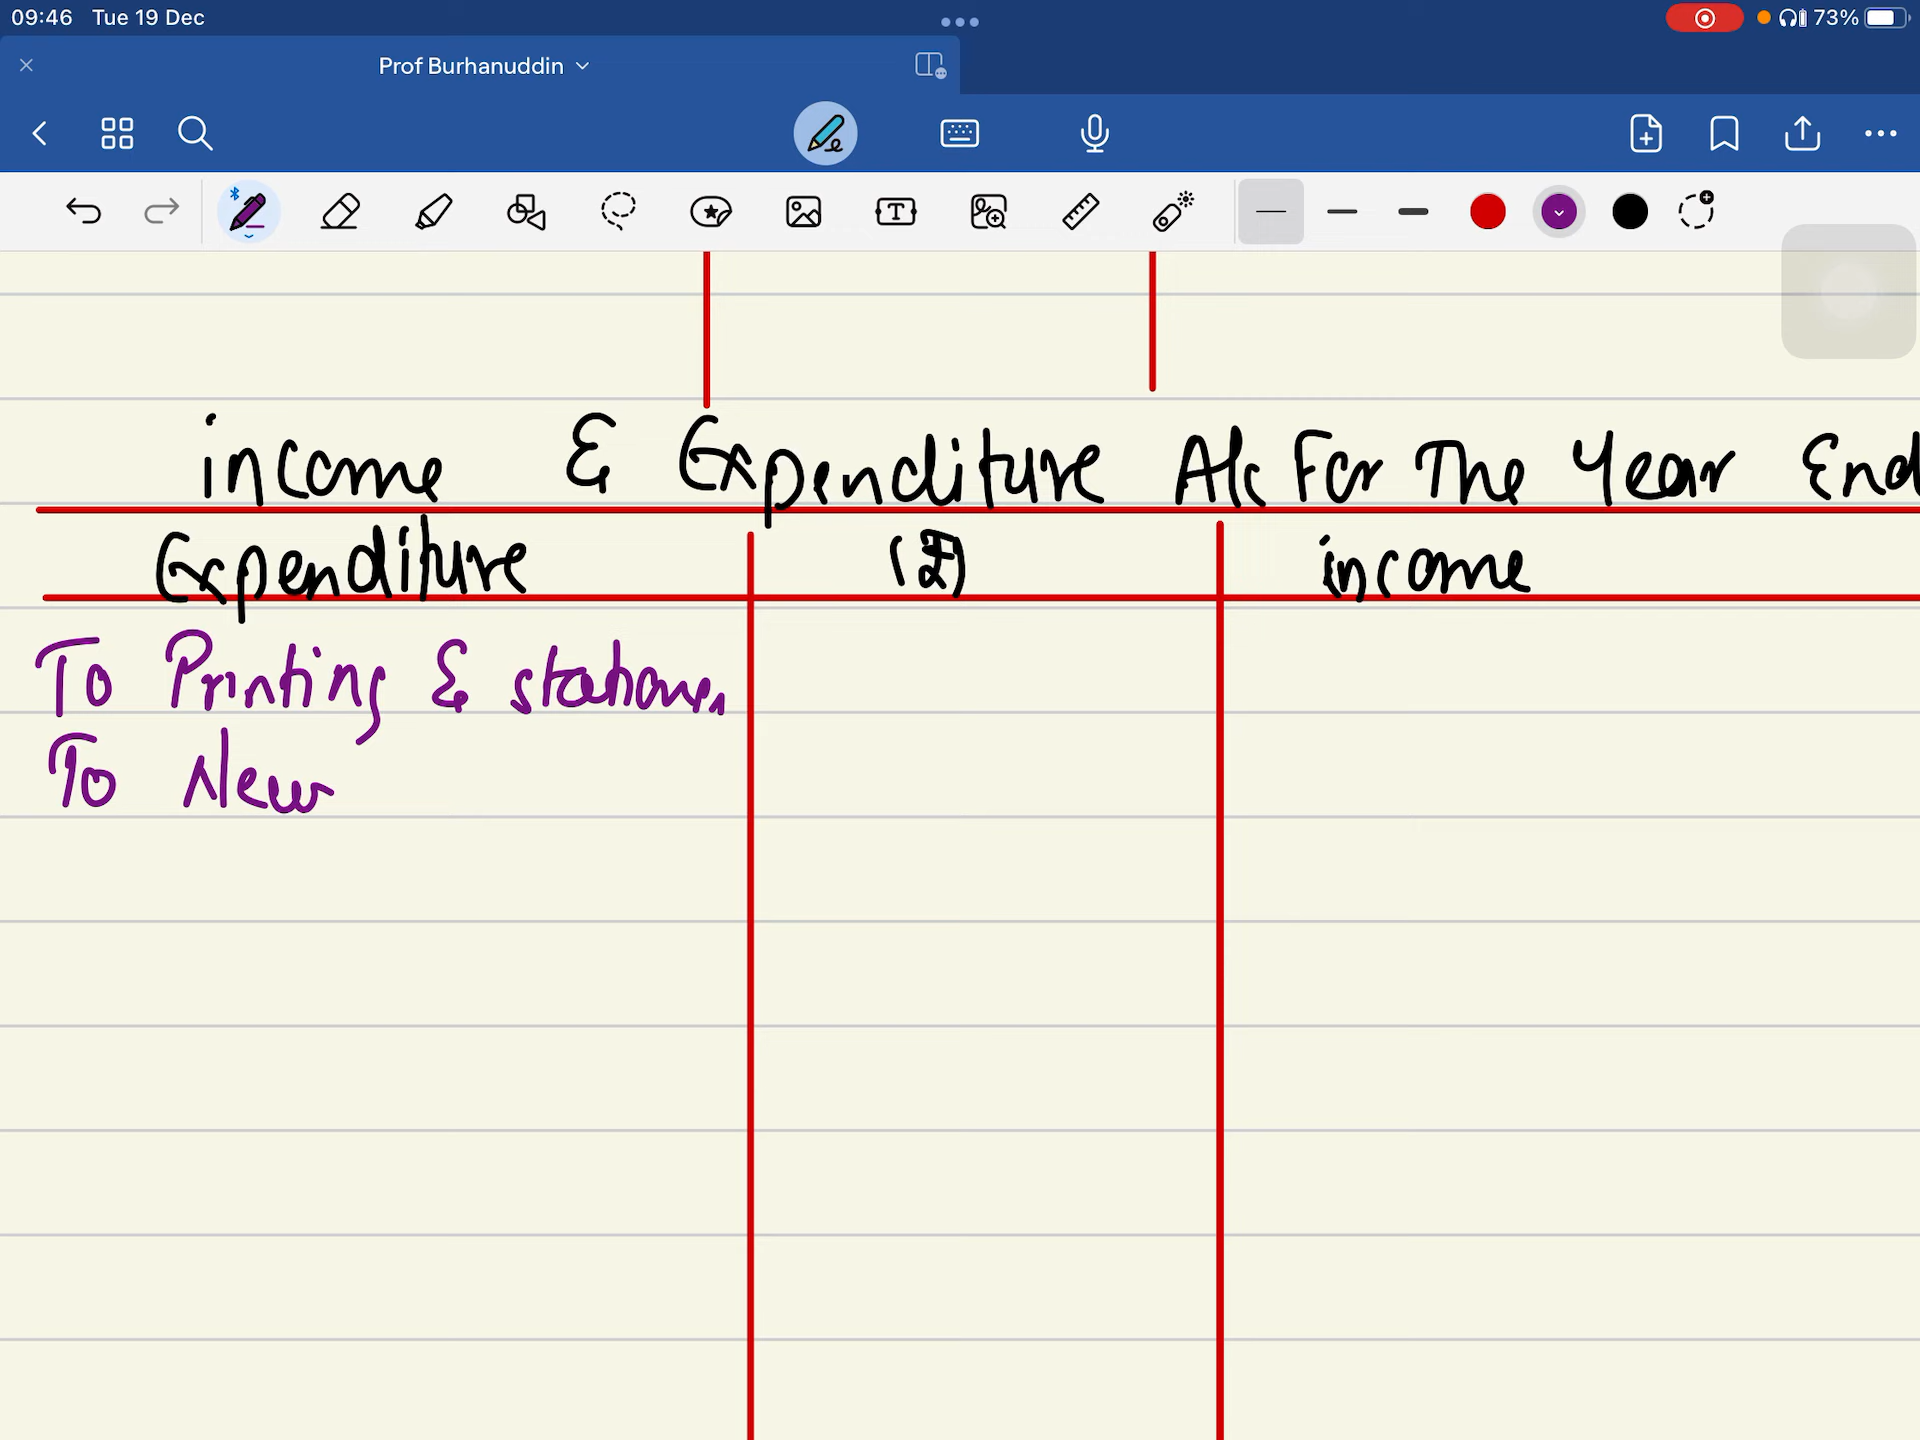 09:46 Tue 19 Dec 73%
Prof Burhanuddin
income & Expenditure A/c For The Year End
Expenditure (₹) income
To Printing &
To New